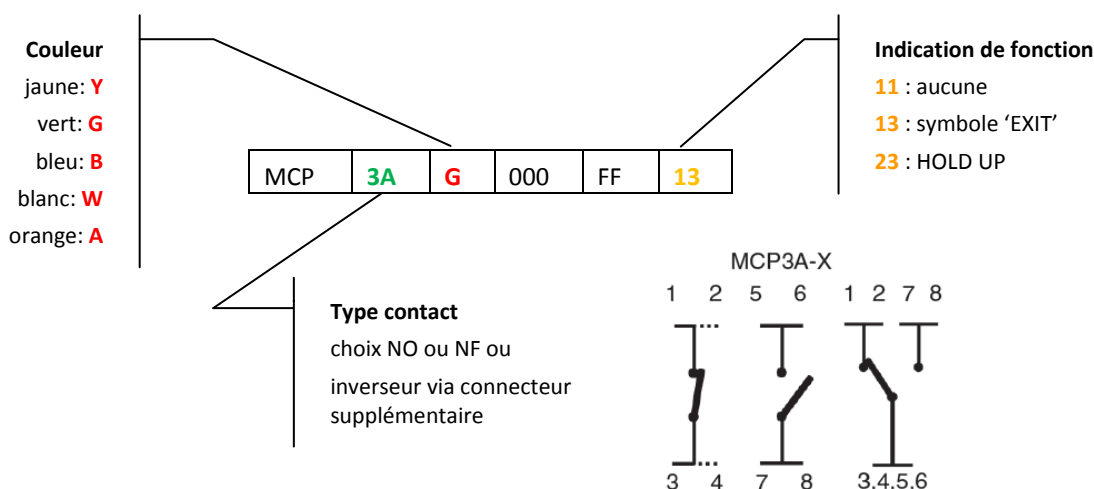 Couleur
jaune: Y
vert: G
bleu: B
blanc: W
orange: A
Indication de fonction
11 : aucune
13 : symbole ‘EXIT’
23 : HOLD UP
MCP 3A G 000 FF 13
Type contact
choix NO ou NF ou
inverseur via connecteur
supplémentaire
MCP3A-X
1 2 5 6 1 2 7 8
3 4 7 8 3,4,5,6